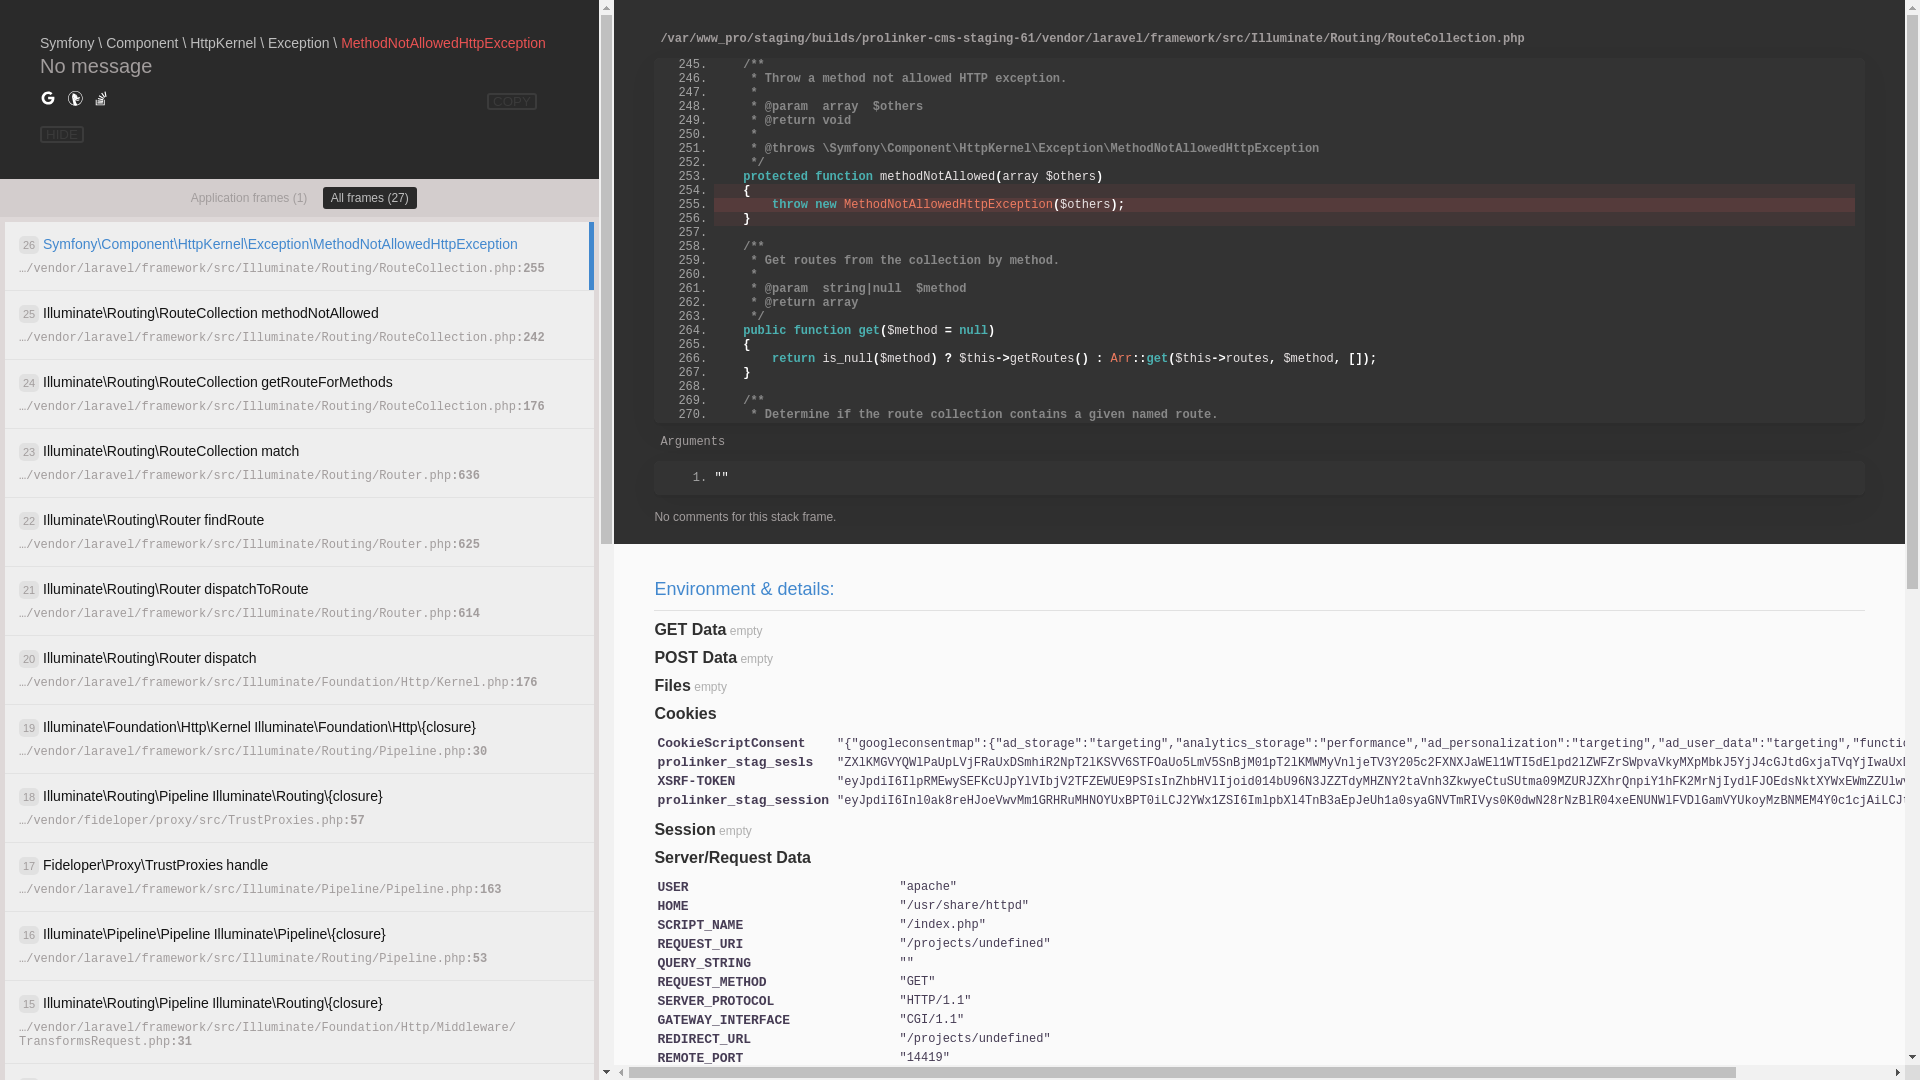 Symfony \ Component \ HttpKernel \ Exception \ MethodNotAllowedHttpException
No message
COPY
HIDE
Application frames (1) All frames (27)
26 Symfony\Component\HttpKernel\Exception\MethodNotAllowedHttpException
…/vendor/laravel/framework/src/Illuminate/Routing/RouteCollection.php:255
25 Illuminate\Routing\RouteCollection methodNotAllowed
…/vendor/laravel/framework/src/Illuminate/Routing/RouteCollection.php:242
24 Illuminate\Routing\RouteCollection getRouteForMethods
…/vendor/laravel/framework/src/Illuminate/Routing/RouteCollection.php:176
23 Illuminate\Routing\RouteCollection match
…/vendor/laravel/framework/src/Illuminate/Routing/Router.php:636
22 Illuminate\Routing\Router findRoute
…/vendor/laravel/framework/src/Illuminate/Routing/Router.php:625
21 Illuminate\Routing\Router dispatchToRoute
…/vendor/laravel/framework/src/Illuminate/Routing/Router.php:614
20 Illuminate\Routing\Router dispatch
…/vendor/laravel/framework/src/Illuminate/Foundation/Http/Kernel.php:176
19 Illuminate\Foundation\Http\Kernel Illuminate\Foundation\Http\{closure}
…/vendor/laravel/framework/src/Illuminate/Routing/Pipeline.php:30
18 Illuminate\Routing\Pipeline Illuminate\Routing\{closure}
…/vendor/fideloper/proxy/src/TrustProxies.php:57
17 Fideloper\Proxy\TrustProxies handle
…/vendor/laravel/framework/src/Illuminate/Pipeline/Pipeline.php:163
16 Illuminate\Pipeline\Pipeline Illuminate\Pipeline\{closure}
…/vendor/laravel/framework/src/Illuminate/Routing/Pipeline.php:53
15 Illuminate\Routing\Pipeline Illuminate\Routing\{closure}
…/vendor/laravel/framework/src/Illuminate/Foundation/Http/Middleware/
TransformsRequest.php:31
/var/www_pro/staging/builds/prolinker-cms-staging-61/vendor/laravel/framework/src/Illuminate/Routing/RouteCollection.php
245. /**
246. * Throw a method not allowed HTTP exception.
247. *
248. * @param  array  $others
249. * @return void
250. *
251. * @throws \Symfony\Component\HttpKernel\Exception\MethodNotAllowedHttpException
252. */
253. protected function methodNotAllowed(array $others)
254. {
255. throw new MethodNotAllowedHttpException($others);
256. }
257.
258. /**
259. * Get routes from the collection by method.
260. *
261. * @param  string|null  $method
262. * @return array
263. */
264. public function get($method = null)
265. {
266. return is_null($method) ? $this->getRoutes() : Arr::get($this->routes, $method, []);
267. }
268.
269. /**
270. * Determine if the route collection contains a given named route.
Arguments
1. ""
No comments for this stack frame.
Environment & details:
GET Data empty
POST Data empty
Files empty
Cookies
CookieScriptConsent "{"googleconsentmap":{"ad_storage":"targeting","analytics_storage":"performance","ad_personalization":"targeting","ad_user_data":"targeting","functio
prolinker_stag_sesls
XSRF-TOKEN
prolinker_stag_session
Session empty
Server/Request Data
USER "apache"
HOME "/usr/share/httpd"
SCRIPT_NAME "/index.php"
REQUEST_URI "/projects/undefined"
QUERY_STRING ""
REQUEST_METHOD "GET"
SERVER_PROTOCOL "HTTP/1.1"
GATEWAY_INTERFACE "CGI/1.1"
REDIRECT_URL "/projects/undefined"
REMOTE_PORT "14419"